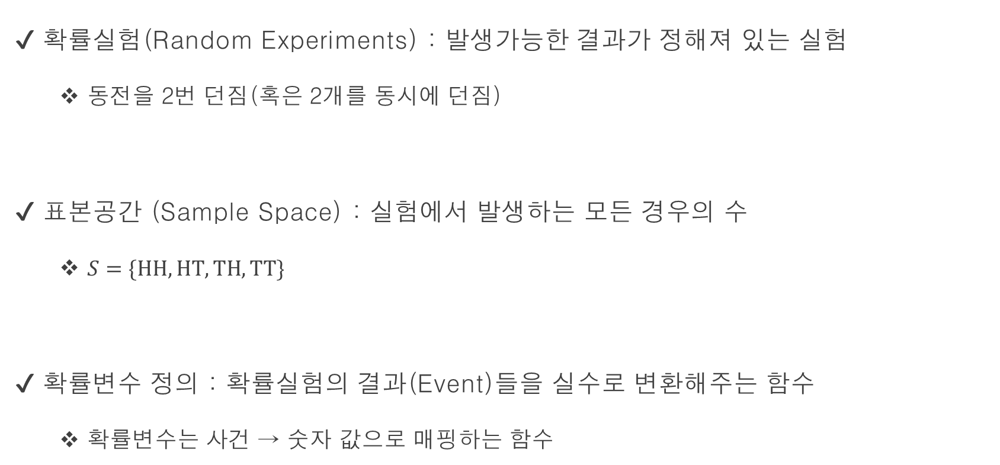 ✓ 확률실험(Random Experiments) : 발생가능한 결과가 정해져 있는 실험
❖ 동전을 2번 던짐(혹은 2개를 동시에 던짐)
✓ 표본공간 (Sample Space) : 실험에서 발생하는 모든 경우의 수
❖ S = {HH, HT, TH, TT}
✓ 확률변수 정의 : 확률실험의 결과(Event)들을 실수로 변환해주는 함수
❖ 확률변수는 사건 → 숫자 값으로 매핑하는 함수